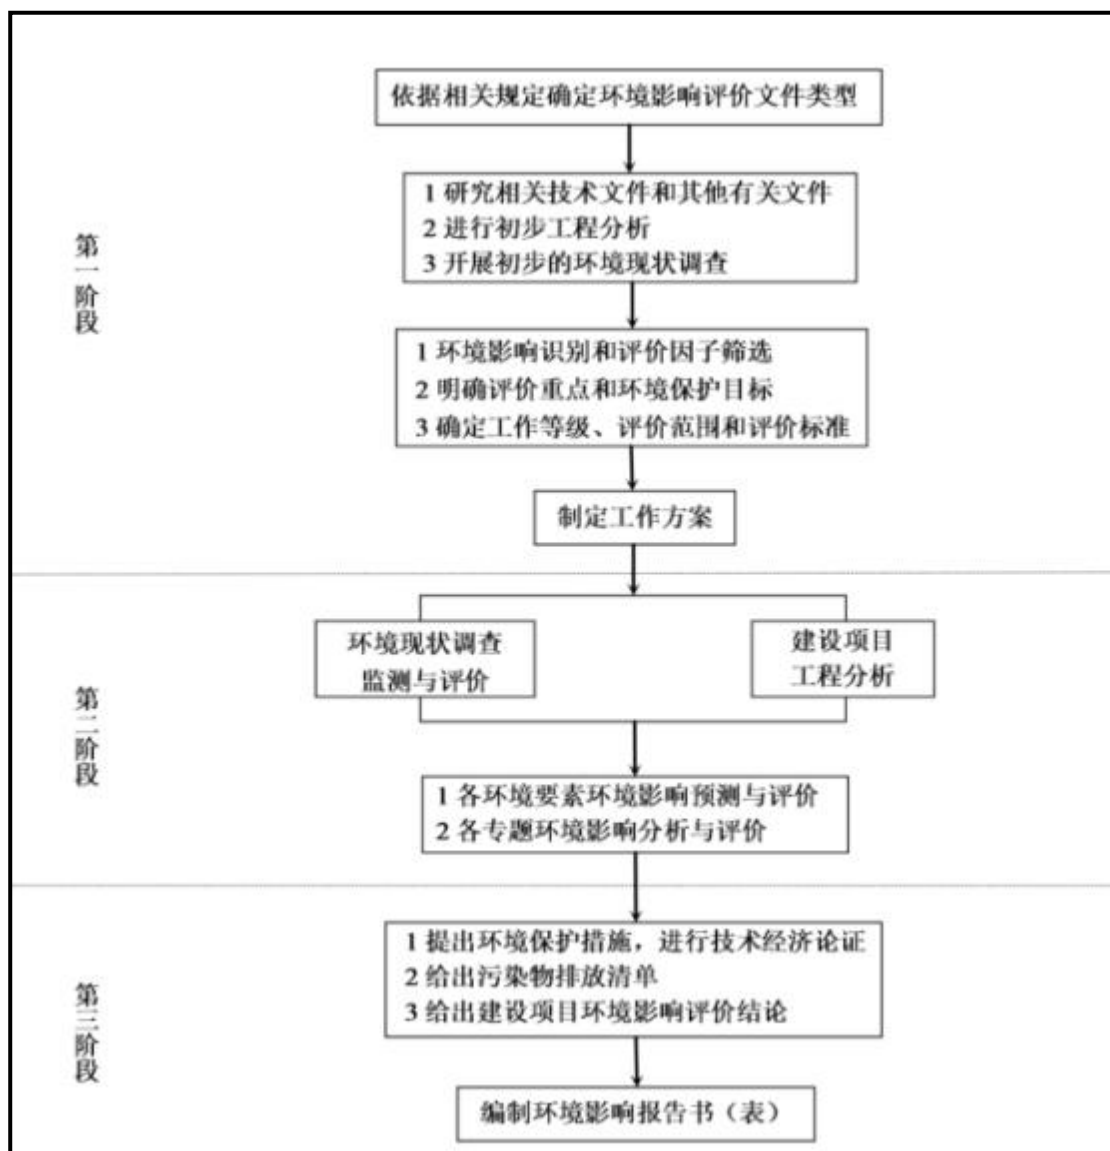 依据相关规定确定环境影响评价文件类型
1 研究相关技术文件和其他有关文件
2 进行初步工程分析
3 开展初步的环境现状调查
第一阶段
1 环境影响识别和评价因子筛选
2 明确评价重点和环境保护目标
3 确定工作等级、评价范围和评价标准
制定工作方案
第二阶段
环境现状调查
监测与评价
建设项目
工程分析
1 各环境要素环境影响预测与评价
2 各专题环境影响分析与评价
第三阶段
1 提出环境保护措施，进行技术经济论证
2 给出污染物排放清单
3 给出建设项目环境影响评价结论
编制环境影响报告书（表）